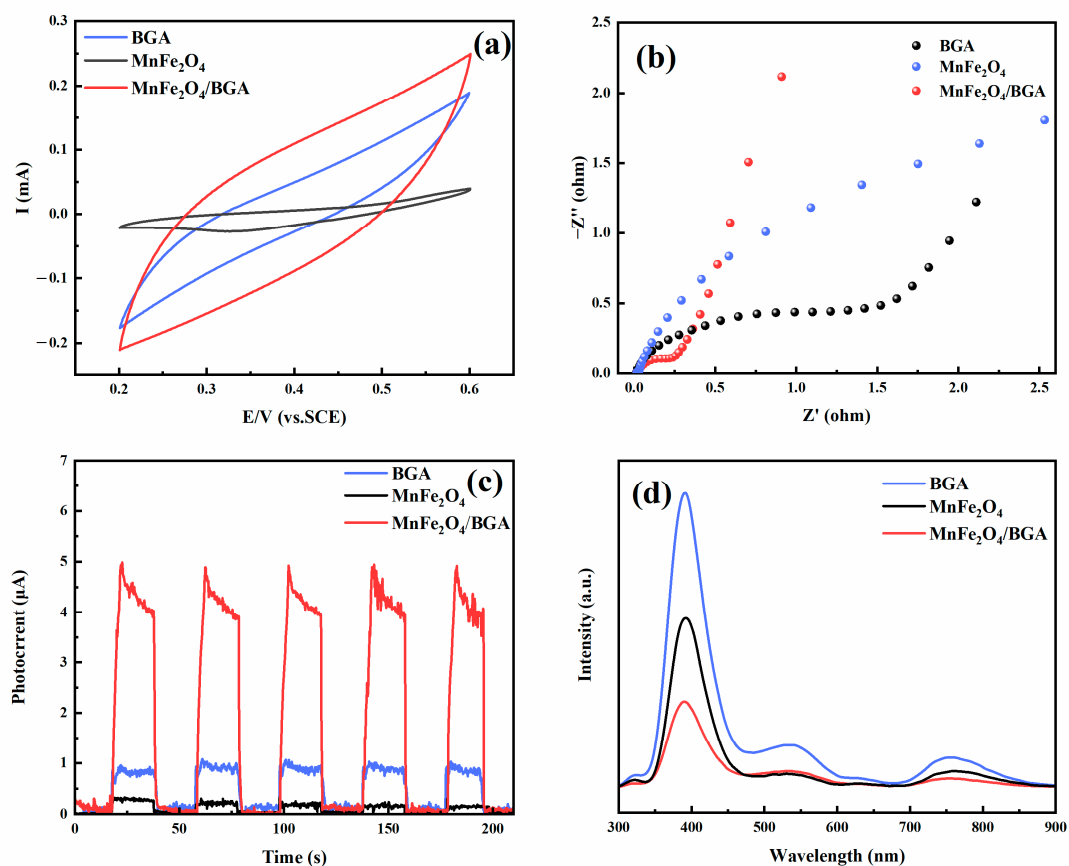 (a)
BGA
MnFe₂O₄
MnFe₂O₄/BGA
0.3
0.2
0.1
0.0
−0.1
−0.2
I (mA)
0.2 0.3 0.4 0.5 0.6
E/V (vs.SCE)
(b)
BGA
MnFe₂O₄
MnFe₂O₄/BGA
2.5
2.0
1.5
1.0
0.5
0.0
−Z'' (ohm)
0.0 0.5 1.0 1.5 2.0 2.5
Z' (ohm)
(c)
BGA
MnFe₂O₄
MnFe₂O₄/BGA
7
6
5
4
3
2
1
0
Photocrrent (μA)
0 50 100 150 200
Time (s)
(d)
BGA
MnFe₂O₄
MnFe₂O₄/BGA
Intensity (a.u.)
300 400 500 600 700 800 900
Wavelength (nm)